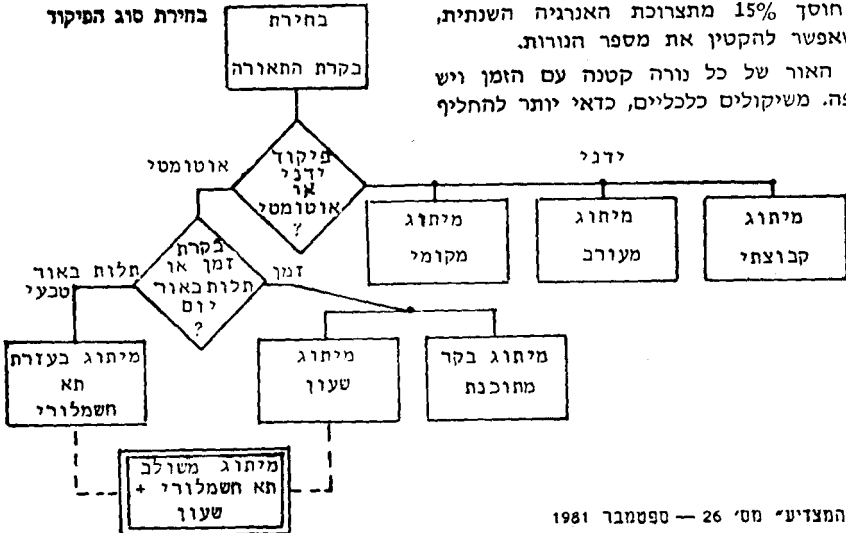 חוסך 15% מתצרוכת האנרגיה השנתית,
שאפשר להקטין את מספר הנורות.
האור של כל נורה קטנה עם הזמן ויש
פה. משיקולים כלכליים, כדאי יותר להחליף
בחירת סוג הפיקוד
בחירת
בקרת התאורה
פיקוד
ידני
או
אוטומטי
?
אוטומטי
ידני
מיתוג
מקומי
מיתוג
מעורב
מיתוג
קבוצתי
בקרת
זמן או
תלות באור
יום
?
תלות באור
טבעי
זמן
מיתוג בעזרת
תא
חשמלורי
מיתוג
שעון
מיתוג בקר
מתוכנת
מיתוג משולב
תא חשמלורי +
שעון
המצדיע״ מס׳ 26 — ספטמבר 1981